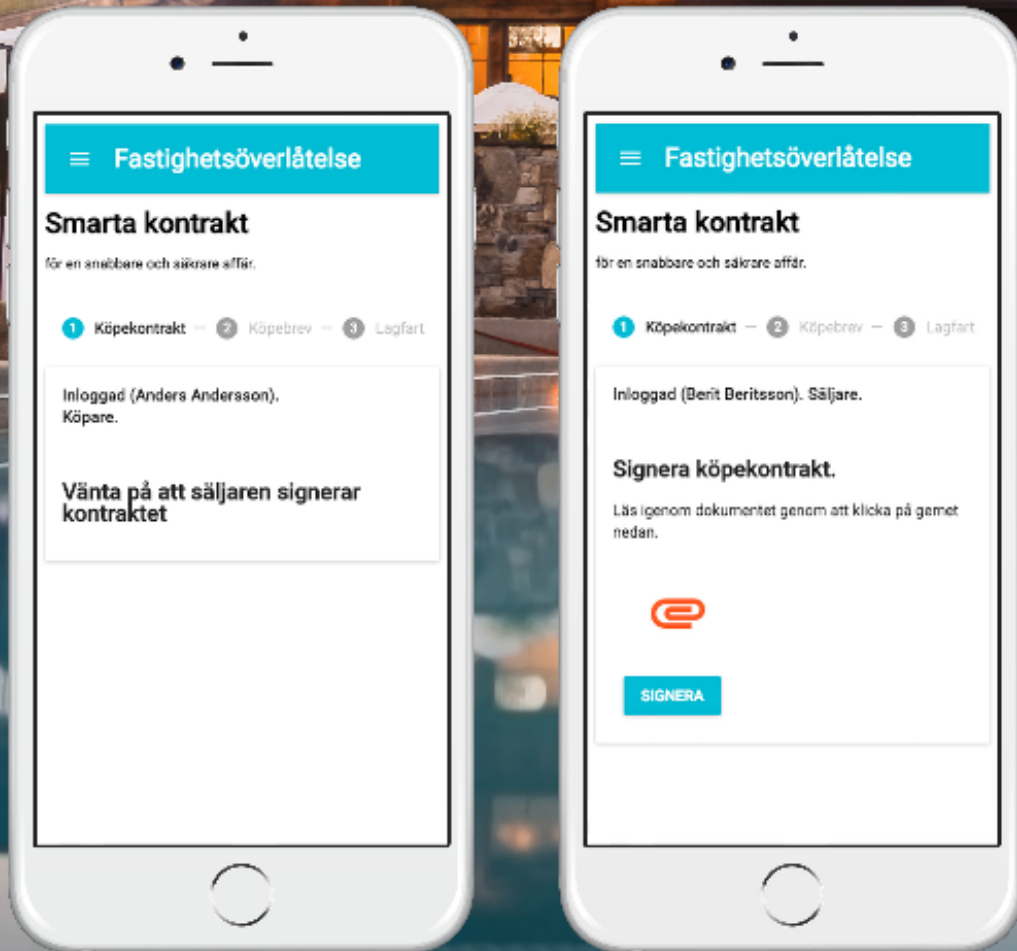 Fastighetsöverlåtelse
Smarta kontrakt
för en snabbare och säkrare affär.
1 Köpekontrakt – 2 Köpebrev – 3 Lagfart
Inloggad (Anders Andersson).
Köpare.
Vänta på att säljaren signerar
kontraktet
Fastighetsöverlåtelse
Smarta kontrakt
för en snabbare och säkrare affär.
1 Köpekontrakt – 2 Köpebrev – 3 Lagfart
Inloggad (Berit Beritsson). Säljare.
Signera köpekontrakt.
Läs igenom dokumentet genom att klicka på gemet
nedan.
SIGNERA